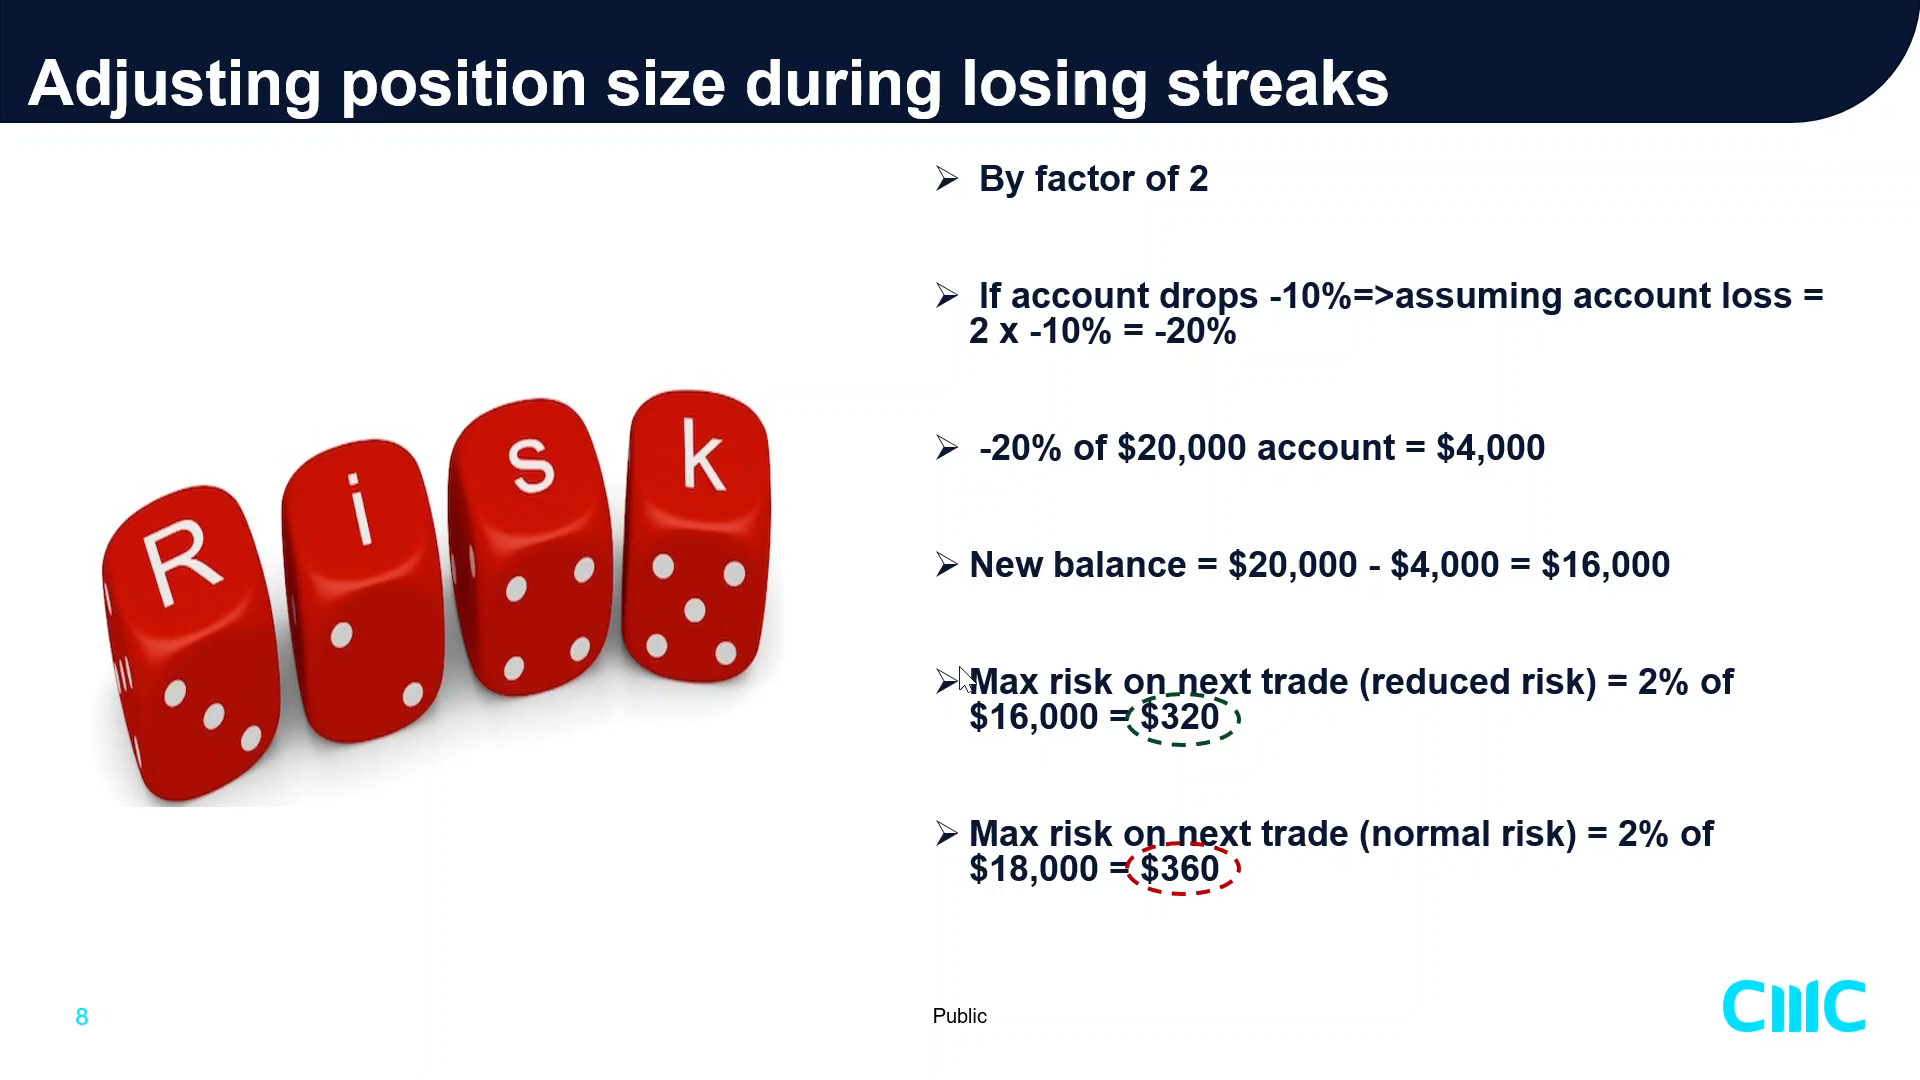 Adjusting position size during losing streaks
➢ By factor of 2
➢ If account drops -10%=>assuming account loss =
2 x -10% = -20%
➢ -20% of $20,000 account = $4,000
➢ New balance = $20,000 - $4,000 = $16,000
➢ Max risk on next trade (reduced risk) = 2% of
$16,000 = $320
➢ Max risk on next trade (normal risk) = 2% of
$18,000 = $360
R i s k
8
Public
CMC